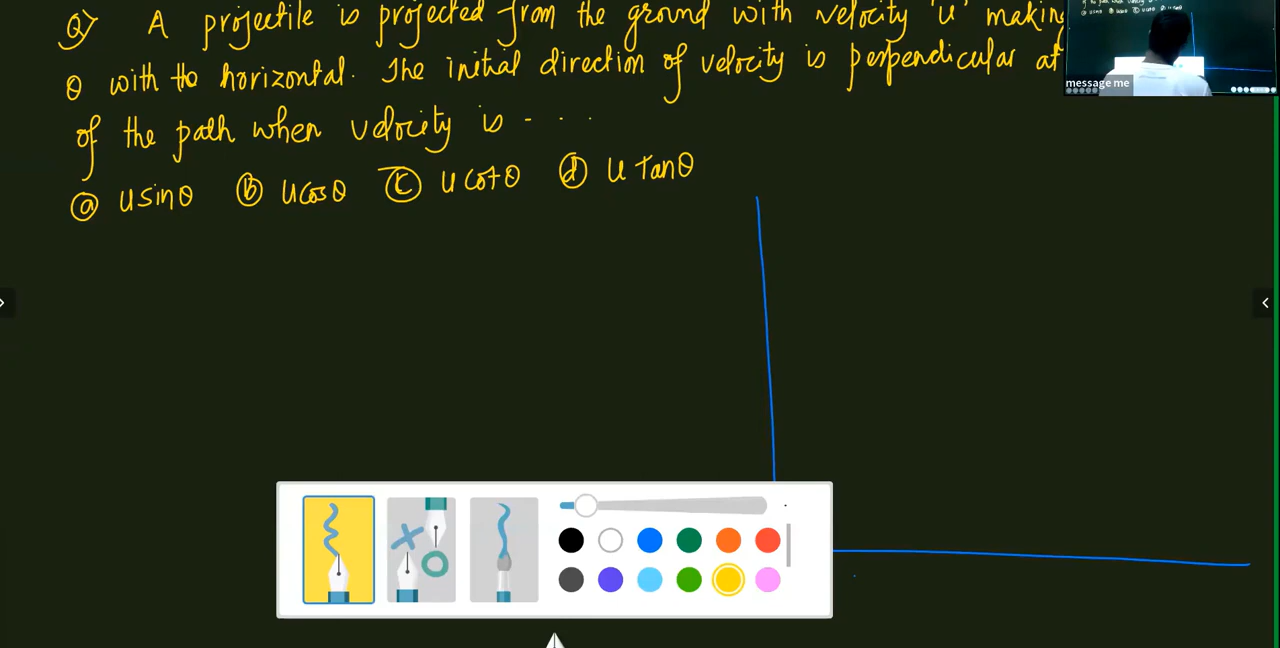 Q) A projectile is projected from the ground with velocity 'u' making
θ with the horizontal. The initial direction of velocity is perpendicular at
of the path when velocity is - . . .
ⓐ usinθ ⓑ ucosθ ⓒ u cotθ ⓓ u tanθ
message me